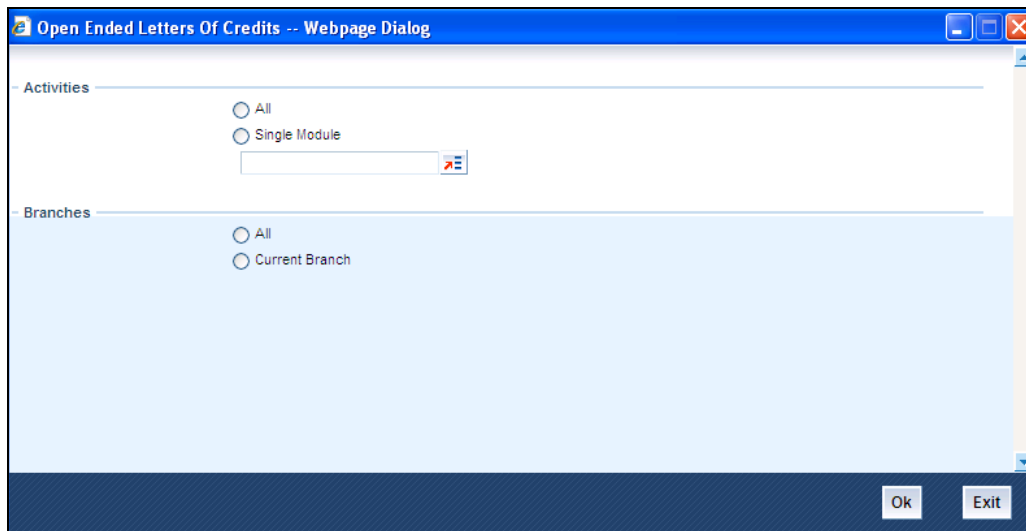 Open Ended Letters Of Credits -- Webpage Dialog
Activities
All
Single Module
Branches
All
Current Branch
Ok
Exit